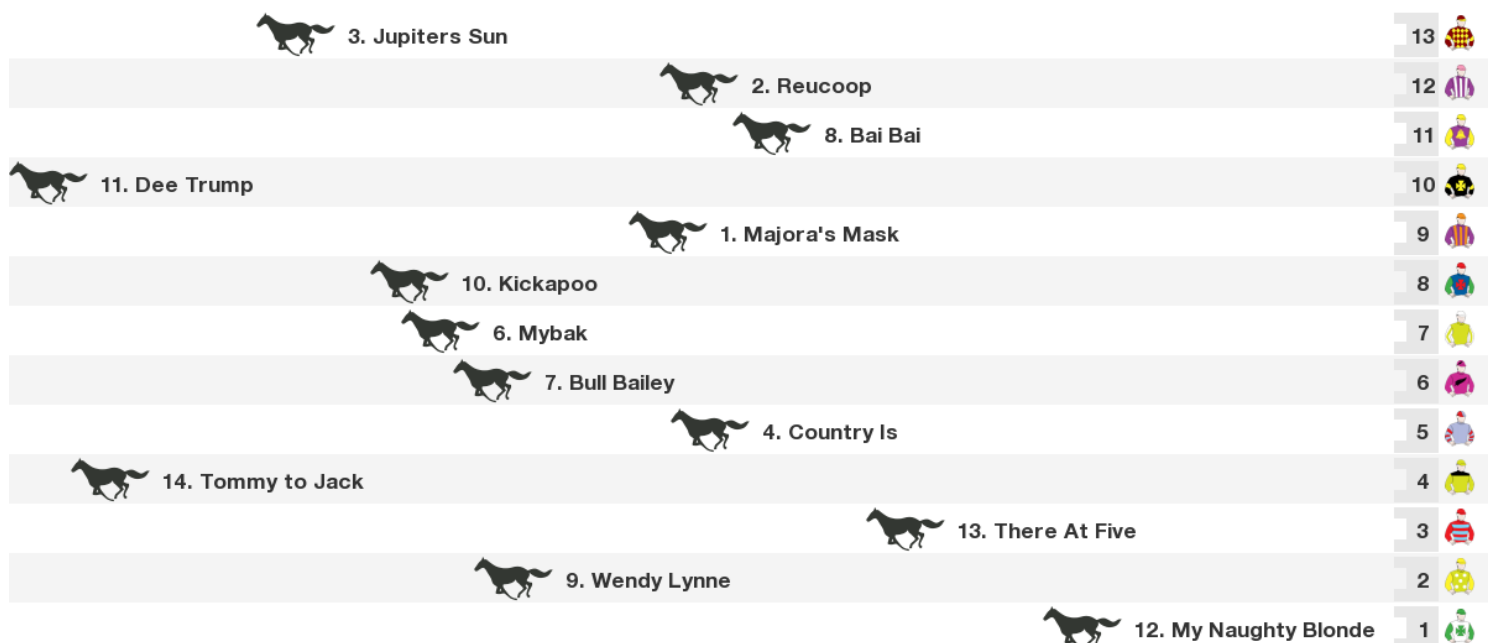 3. Jupiters Sun 13
2. Reucoop 12
8. Bai Bai 11
11. Dee Trump 10
1. Majora's Mask 9
10. Kickapoo 8
6. Mybak 7
7. Bull Bailey 6
4. Country Is 5
14. Tommy to Jack 4
13. There At Five 3
9. Wendy Lynne 2
12. My Naughty Blonde 1